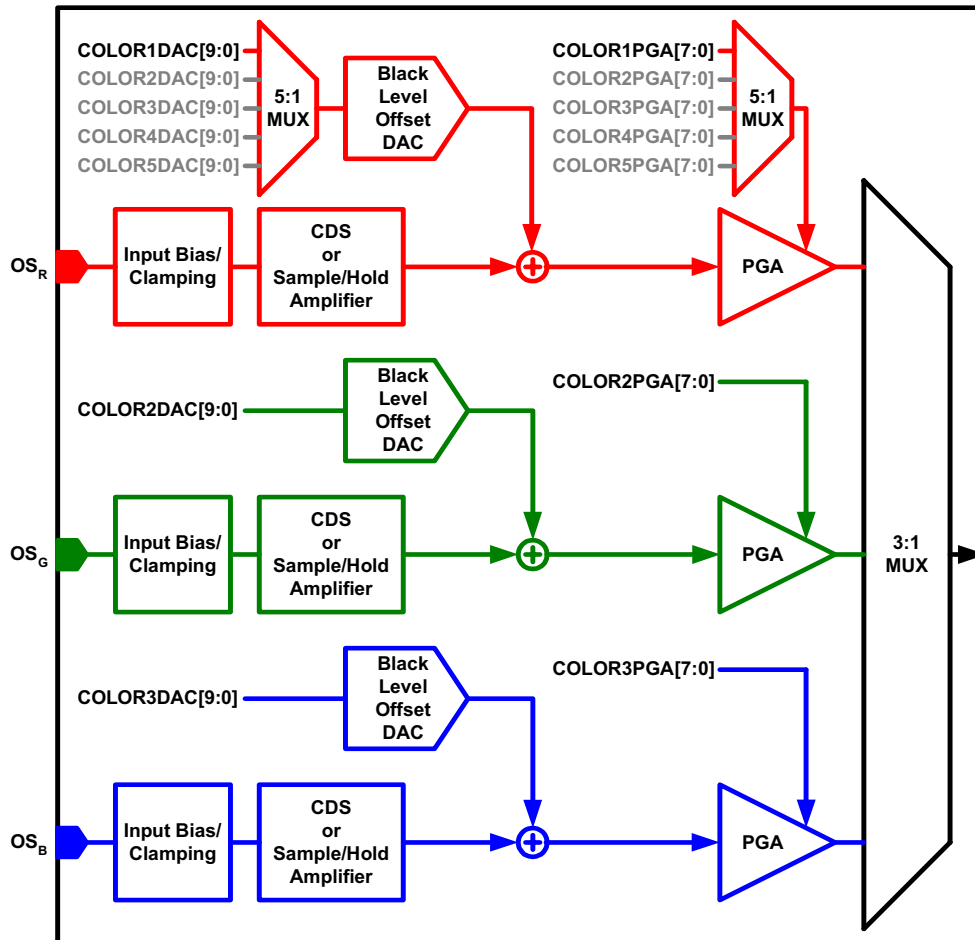 COLOR1DAC[9:0]
COLOR2DAC[9:0]
COLOR3DAC[9:0]
COLOR4DAC[9:0]
COLOR5DAC[9:0]
5:1
MUX
Black
Level
Offset
DAC
COLOR1PGA[7:0]
COLOR2PGA[7:0]
COLOR3PGA[7:0]
COLOR4PGA[7:0]
COLOR5PGA[7:0]
5:1
MUX
OSR
Input Bias/
Clamping
CDS
or
Sample/Hold
Amplifier
PGA
COLOR2DAC[9:0]
Black
Level
Offset
DAC
COLOR2PGA[7:0]
OSG
Input Bias/
Clamping
CDS
or
Sample/Hold
Amplifier
PGA
3:1
MUX
COLOR3DAC[9:0]
Black
Level
Offset
DAC
COLOR3PGA[7:0]
OSB
Input Bias/
Clamping
CDS
or
Sample/Hold
Amplifier
PGA